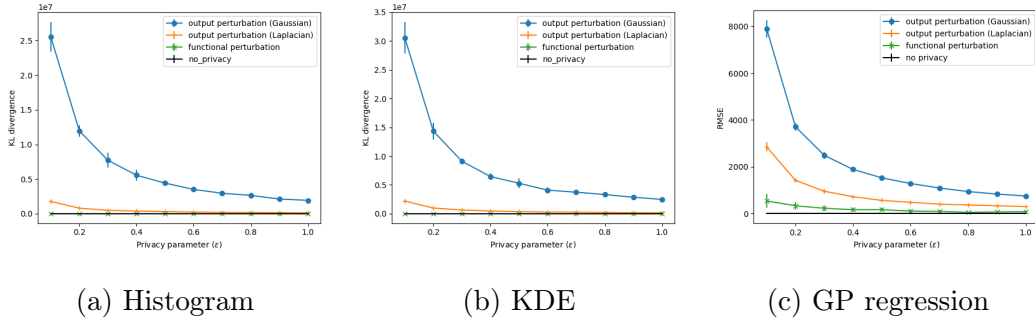 1e7
KL divergence
2.5
2.0
1.5
1.0
0.5
0.0
output perturbation (Gaussian)
output perturbation (Laplacian)
functional perturbation
no_privacy
0.2 0.4 0.6 0.8 1.0
Privacy parameter (ε)
(a) Histogram
1e7
KL divergence
3.5
3.0
2.5
2.0
1.5
1.0
0.5
0.0
output perturbation (Gaussian)
output perturbation (Laplacian)
functional perturbation
no_privacy
0.2 0.4 0.6 0.8 1.0
Privacy parameter (ε)
(b) KDE
RMSE
8000
6000
4000
2000
0
output perturbation (Gaussian)
output perturbation (Laplacian)
functional perturbation
no privacy
0.2 0.4 0.6 0.8 1.0
Privacy parameter (ε)
(c) GP regression